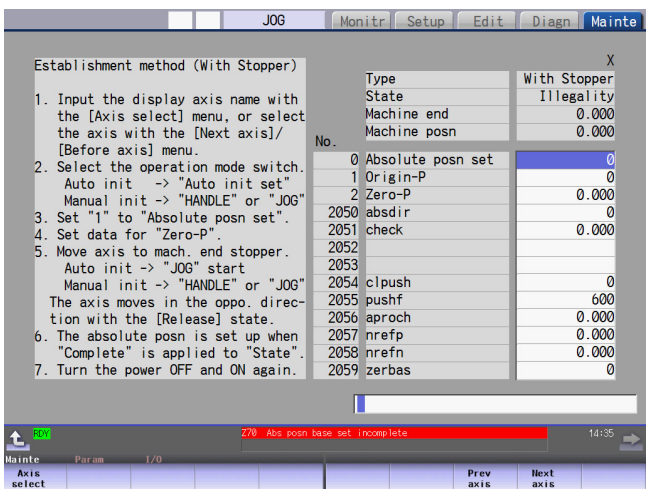 JOG Monitr Setup Edit Diagn Mainte
Establishment method (With Stopper)
1. Input the display axis name with
the [Axis select] menu, or select
the axis with the [Next axis]/
[Before axis] menu.
2. Select the operation mode switch.
Auto init -> "Auto init set"
Manual init -> "HANDLE" or "JOG"
3. Set "1" to "Absolute posn set".
4. Set data for "Zero-P".
5. Move axis to mach. end stopper.
Auto init -> "JOG" start
Manual init -> "HANDLE" or "JOG"
The axis moves in the oppo. direc-
tion with the [Release] state.
6. The absolute posn is set up when
"Complete" is applied to "State".
7. Turn the power OFF and ON again.
X
Type With Stopper
State Illegality
Machine end 0.000
Machine posn 0.000
No.
0 Absolute posn set 0
1 Origin-P 0
2 Zero-P 0.000
2050 absdir 0
2051 check 0.000
2052
2053
2054 clpush 0
2055 pushf 600
2056 aproch 0.000
2057 nrefp 0.000
2058 nrefn 0.000
2059 zerbas 0
RDY Z70 Abs posn base set incomplete 14:35
Mainte Param I/O
Axis select Prev axis Next axis